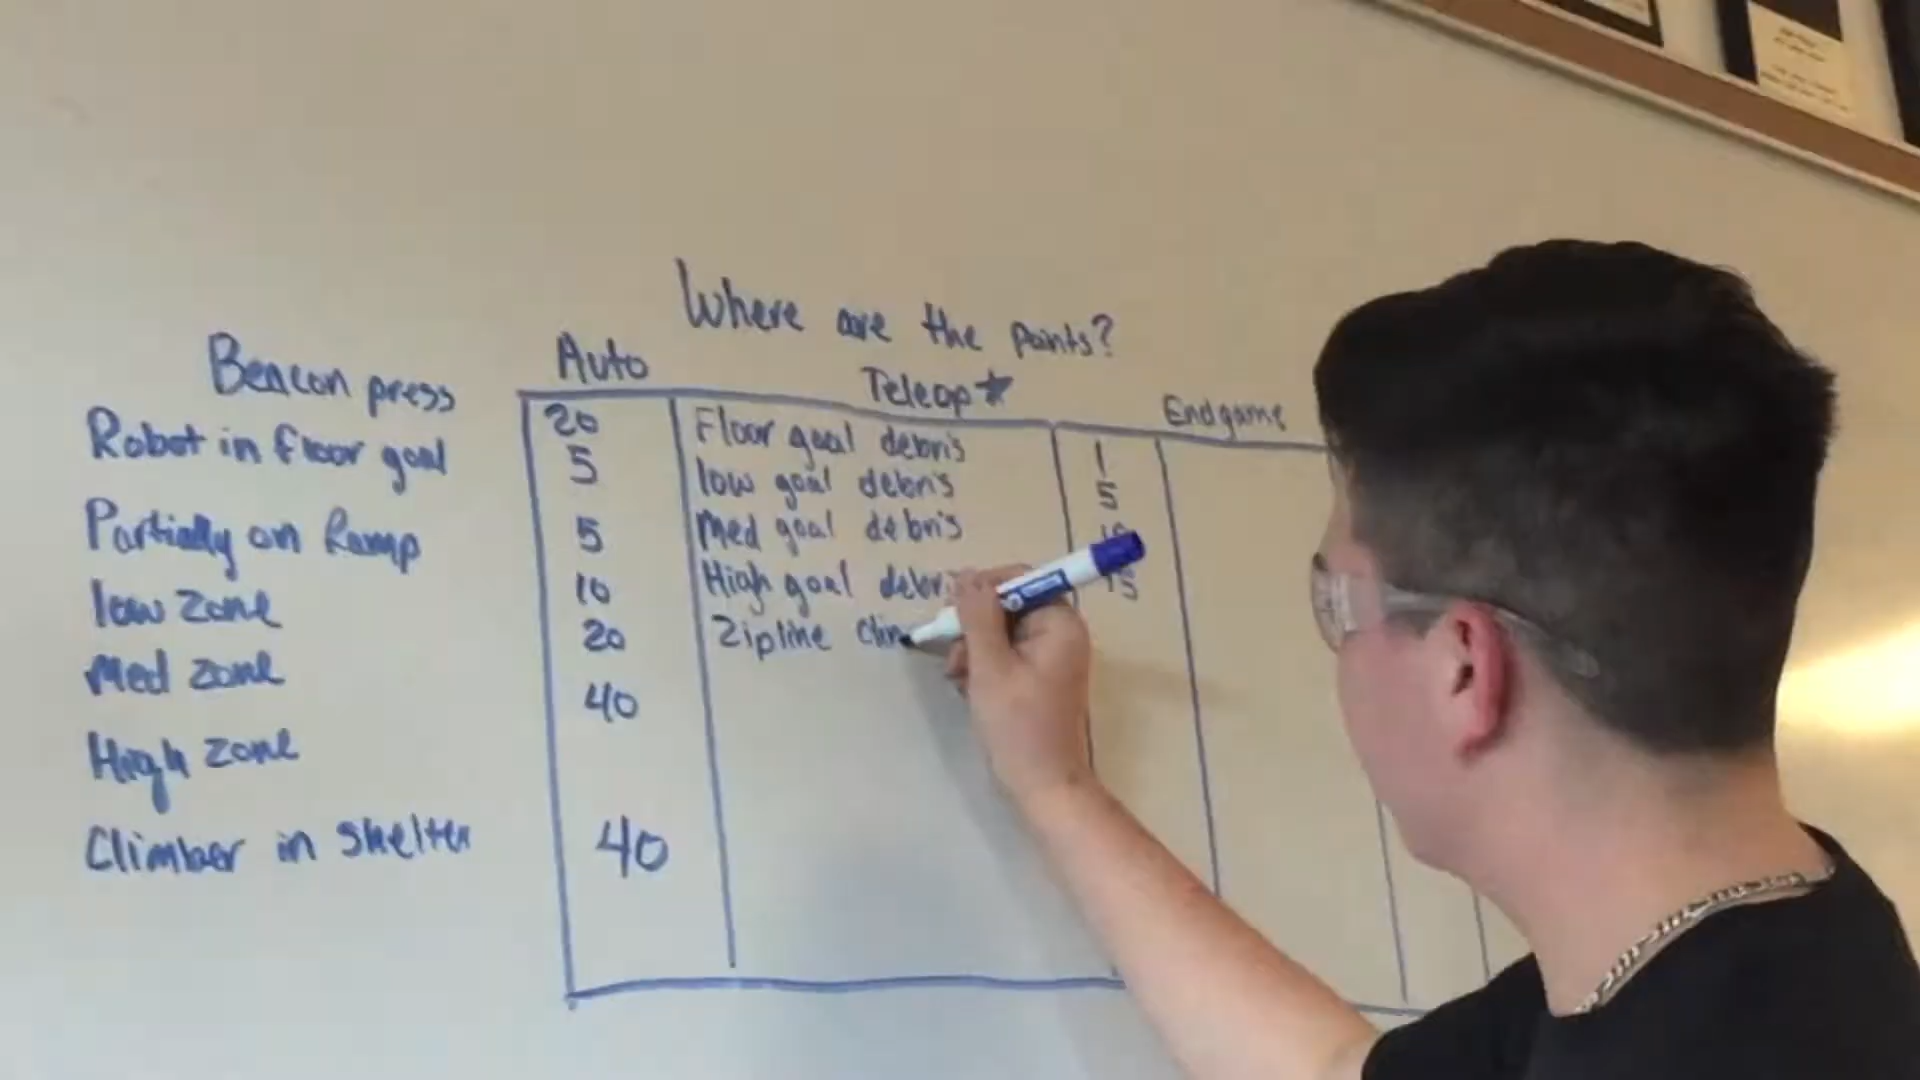 Where are the points?
Beacon press
Auto
Teleop*
Endgame
20
Floor goal debris
1
Robot in floor goal
5
low goal debris
5
Partially on Ramp
5
Med goal debris
low zone
10
High goal
15
Med zone
20
Zipline
High zone
40
Climber in shelter
40